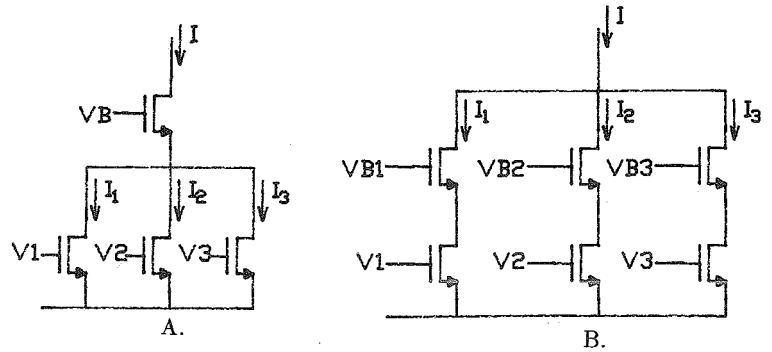 I
VB
I1 I2 I3
V1 V2 V3
A.
I
I1 I2 I3
VB1 VB2 VB3
V1 V2 V3
B.